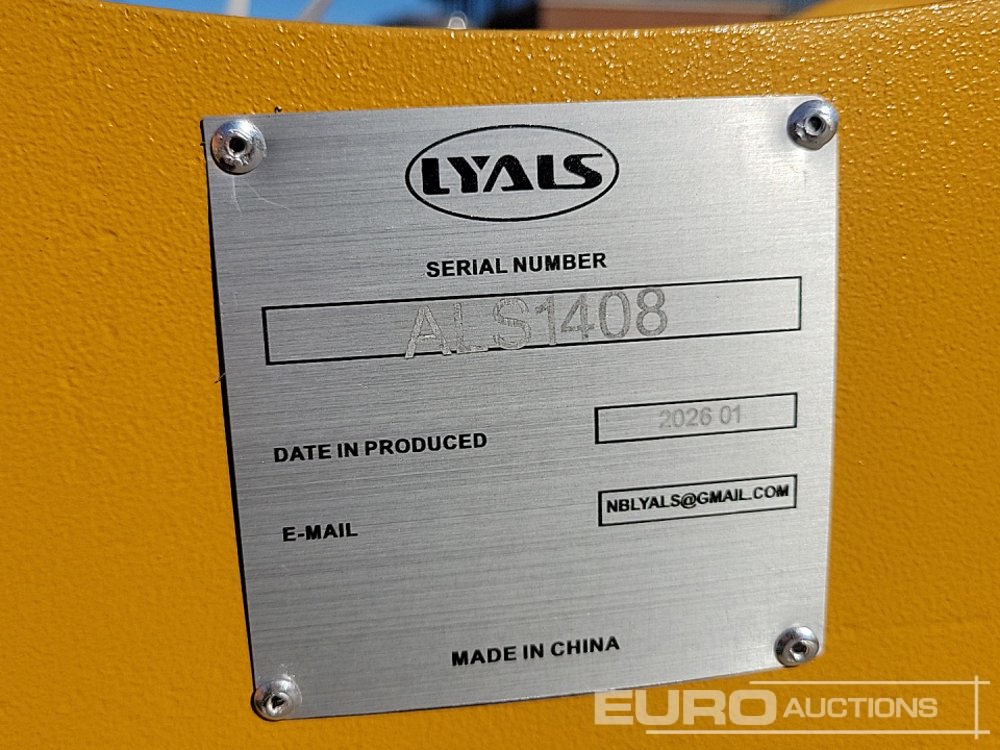 LYALS
SERIAL NUMBER
ALS1408
DATE IN PRODUCED 2026 01
E-MAIL NBLYALS@GMAIL.COM
MADE IN CHINA
EURO AUCTIONS